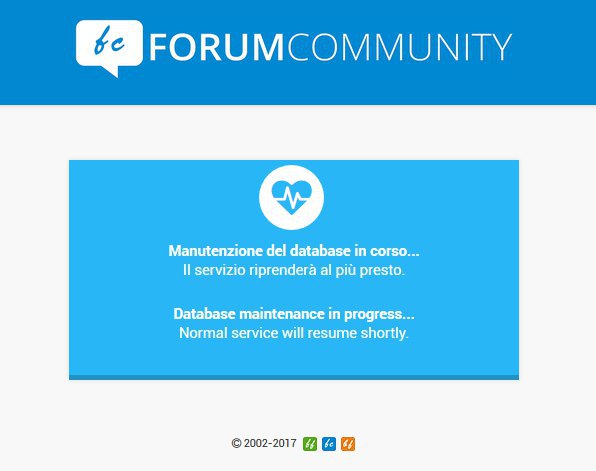 fc FORUMCOMMUNITY
Manutenzione del database in corso...
Il servizio riprenderà al più presto.
Database maintenance in progress...
Normal service will resume shortly.
© 2002-2017 ff fc bf